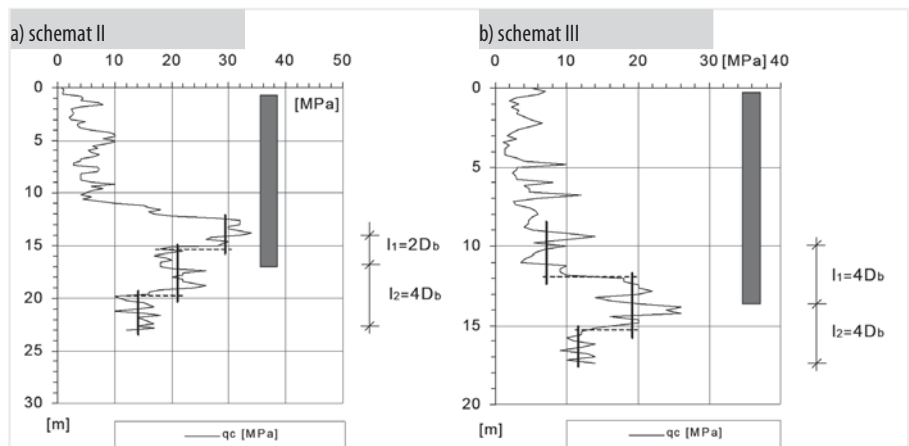 a) schemat II
0 10 20 30 40 50
[MPa]
0
5
10
15
20
25
30
[m]
l1=2Db
l2=4Db
qc [MPa]
b) schemat III
0 10 20 30 [MPa] 40
0
5
10
15
20
[m]
l1=4Db
l2=4Db
qc [MPa]